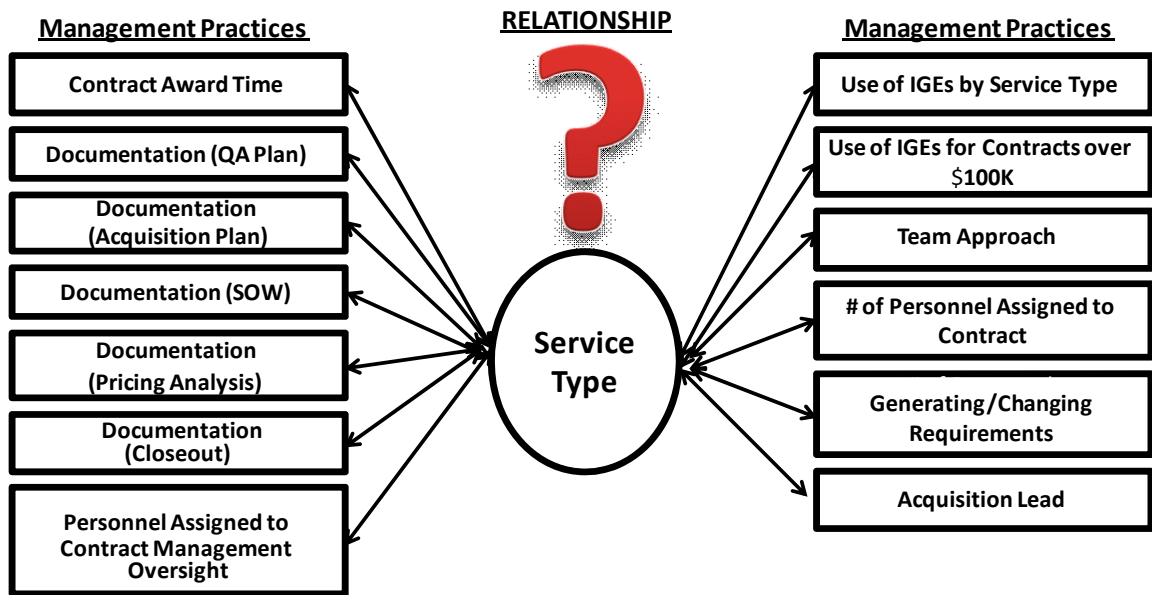 Management Practices
Contract Award Time
Documentation (QA Plan)
Documentation
(Acquisition Plan)
Documentation (SOW)
Documentation
(Pricing Analysis)
Documentation
(Closeout)
Personnel Assigned to
Contract Management
Oversight
RELATIONSHIP
?
Service
Type
Management Practices
Use of IGEs by Service Type
Use of IGEs for Contracts over
$100K
Team Approach
# of Personnel Assigned to
Contract
Generating/Changing
Requirements
Acquisition Lead